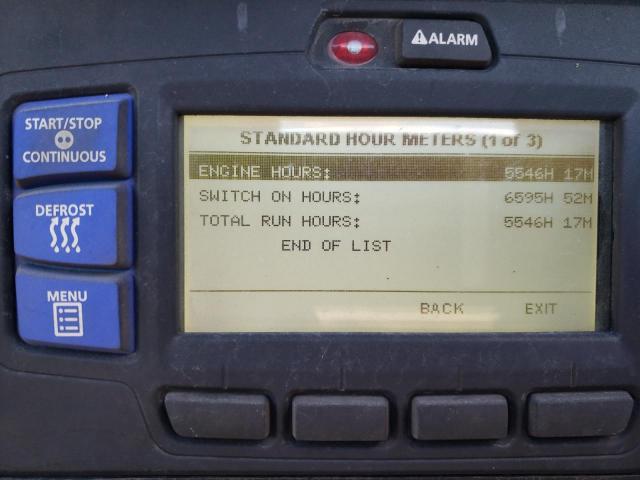 ALARM
START/STOP
CONTINUOUS
DEFROST
MENU
STANDARD HOUR METERS (1 of 3)
ENGINE HOURS: 5546H 17M
SWITCH ON HOURS: 6595H 52M
TOTAL RUN HOURS: 5546H 17M
END OF LIST
BACK EXIT